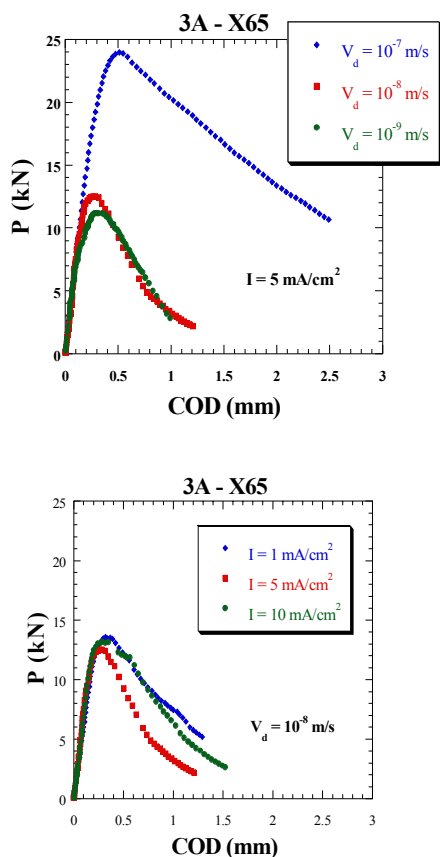 3A - X65
V_d = 10^-7 m/s
V_d = 10^-8 m/s
V_d = 10^-9 m/s
25
20
15
10
5
0
P (kN)
I = 5 mA/cm^2
0 0.5 1 1.5 2 2.5 3
COD (mm)
3A - X65
I = 1 mA/cm^2
I = 5 mA/cm^2
I = 10 mA/cm^2
25
20
15
10
5
0
P (kN)
V_d = 10^-8 m/s
0 0.5 1 1.5 2 2.5 3
COD (mm)